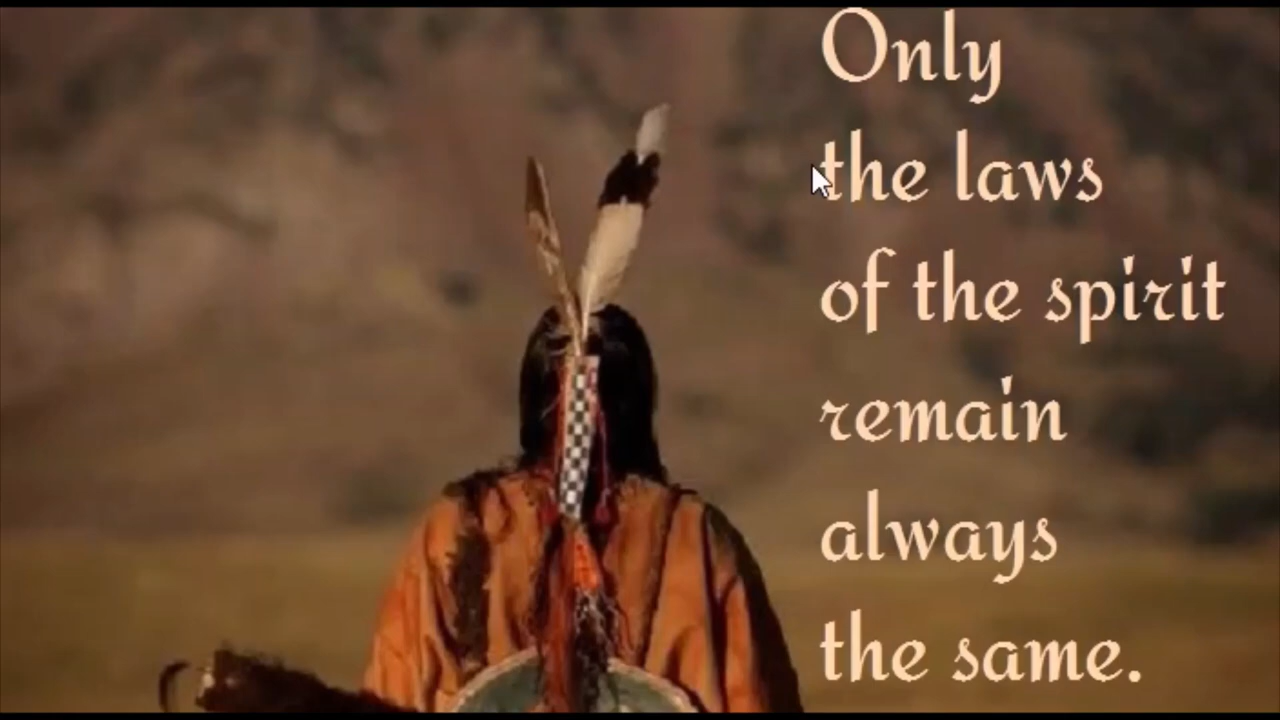 Only
the laws
of the spirit
remain
always
the same.